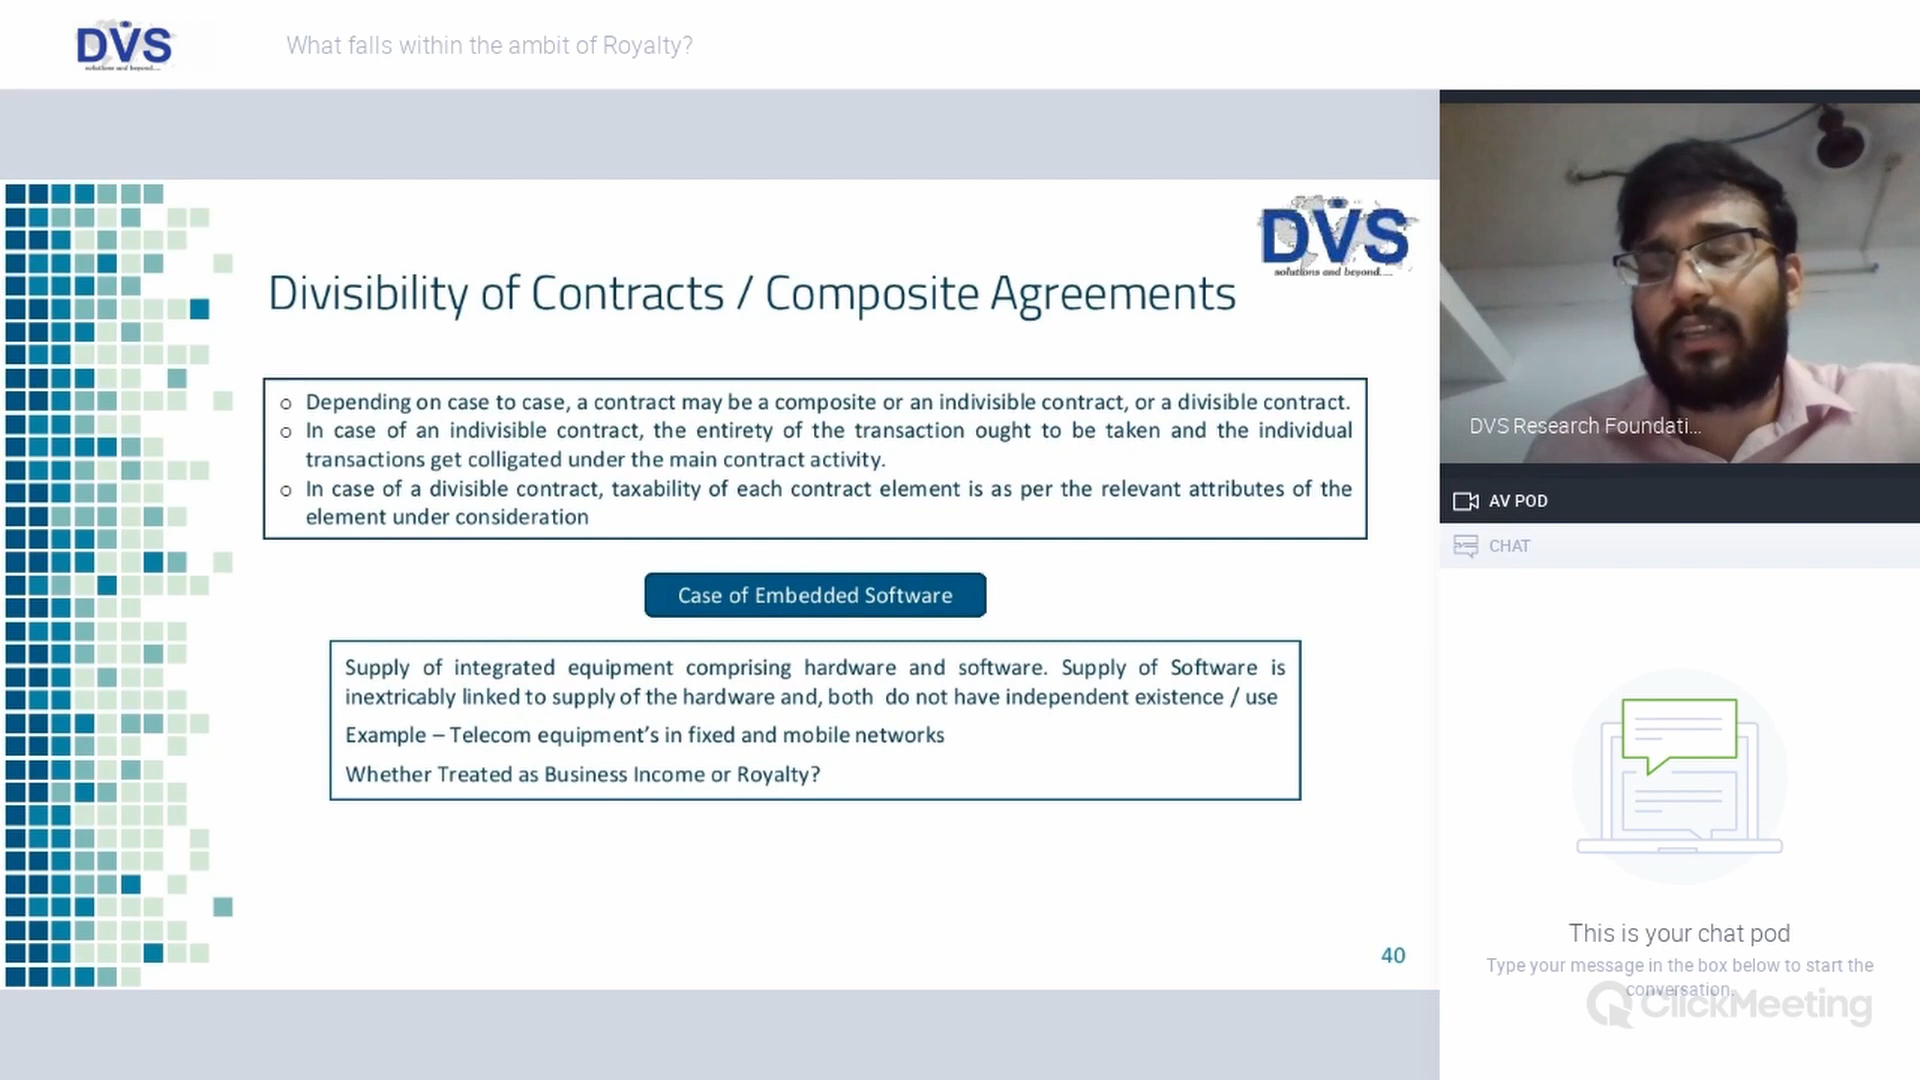 DVS
solutions and beyond....
What falls within the ambit of Royalty?
DVS
solutions and beyond....
Divisibility of Contracts / Composite Agreements
o Depending on case to case, a contract may be a composite or an indivisible contract, or a divisible contract.
o In case of an indivisible contract, the entirety of the transaction ought to be taken and the individual
transactions get colligated under the main contract activity.
o In case of a divisible contract, taxability of each contract element is as per the relevant attributes of the
element under consideration
Case of Embedded Software
Supply of integrated equipment comprising hardware and software. Supply of Software is
inextricably linked to supply of the hardware and, both do not have independent existence / use
Example – Telecom equipment’s in fixed and mobile networks
Whether Treated as Business Income or Royalty?
40
DVS Research Foundati...
AV POD
CHAT
This is your chat pod
Type your message in the box below to start the
conversation.
ClickMeeting